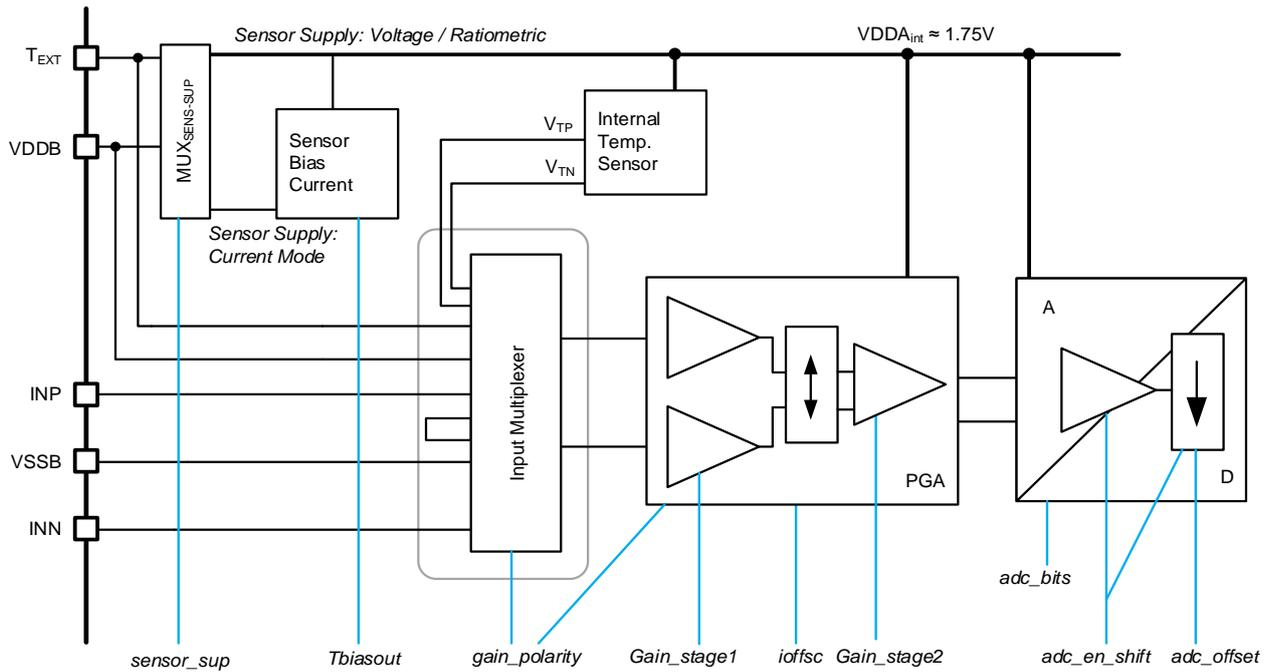 Sensor Supply: Voltage / Ratiometric
VDDAint ≈ 1.75V
TEXT
MUXSENS-SUP
VDDB
Sensor
Bias
Current
VTP
VTN
Internal
Temp.
Sensor
Sensor Supply:
Current Mode
Input Multiplexer
INP
VSSB
INN
PGA
A
D
adc_bits
sensor_sup
Tbiasout
gain_polarity
Gain_stage1
ioffsc
Gain_stage2
adc_en_shift
adc_offset